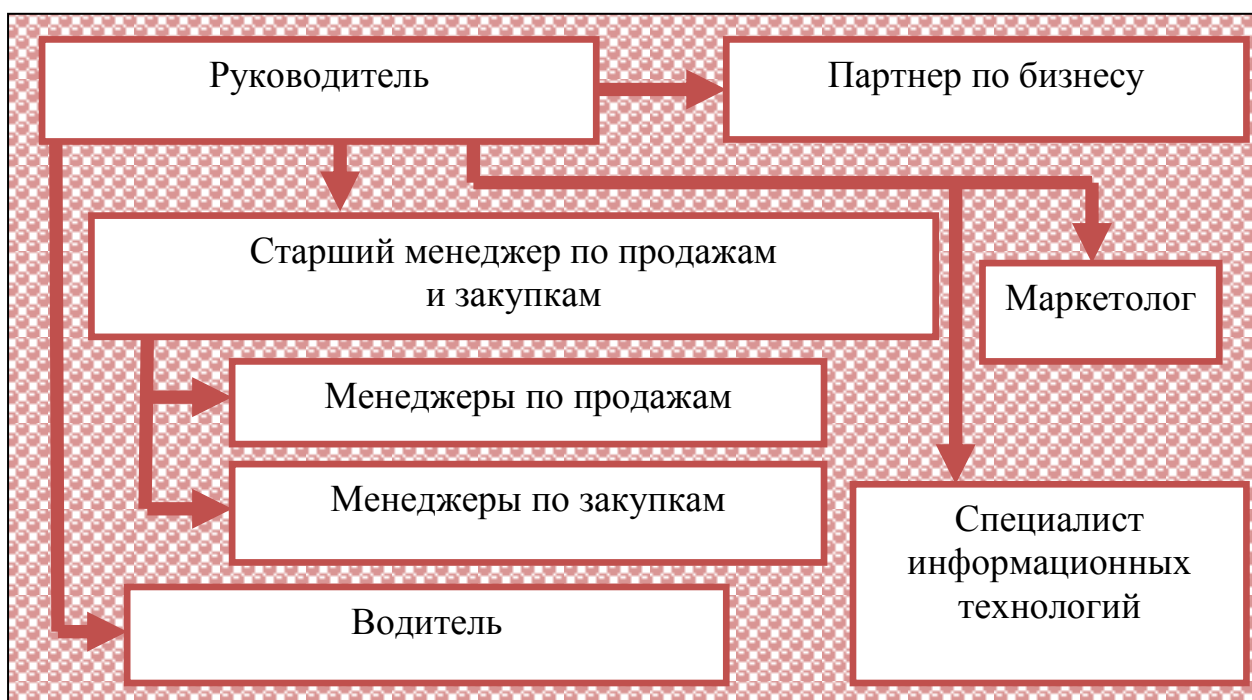 Руководитель
Партнер по бизнесу
Старший менеджер по продажам
и закупкам
Маркетолог
Менеджеры по продажам
Менеджеры по закупкам
Специалист
информационных
технологий
Водитель